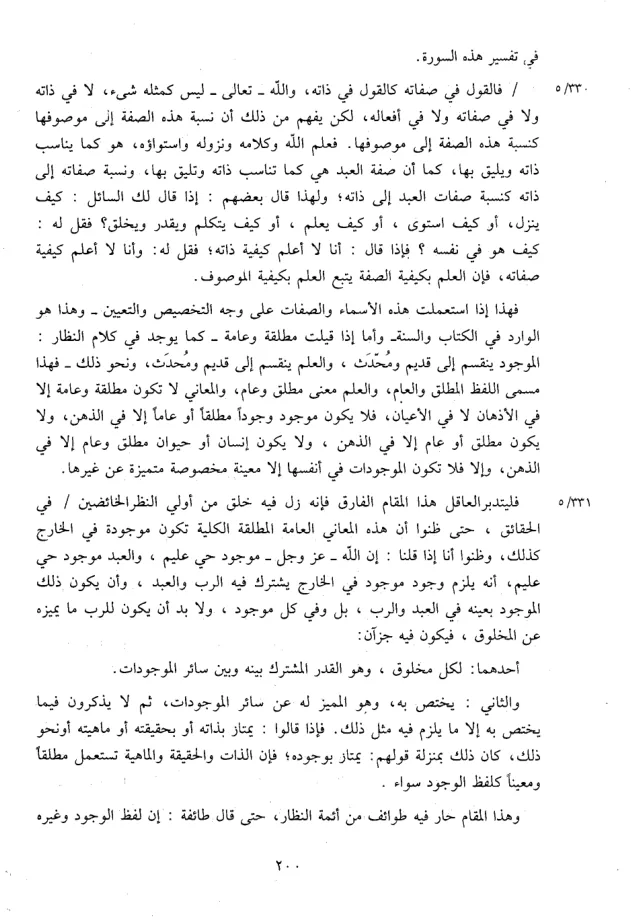 في تفسير هذه السورة.
٥/٣٣٠ / فالقول في صفاته كالقول في ذاته، والله ـ تعالى ـ ليس كمثله شيء، لا في ذاته
ولا في صفاته ولا في أفعاله، لكن يفهم من ذلك أن نسبة هذه الصفة إلى موصوفها
كنسبة هذه الصفة إلى موصوفها. فعلم الله وكلامه ونزوله واستواؤه، هو كما يناسب
ذاته ويليق بها، كما أن صفة العبد هي كما تناسب ذاته وتليق بها، ونسبة صفاته إلى
ذاته كنسبة صفات العبد إلى ذاته؛ ولهذا قال بعضهم : إذا قال لك السائل : كيف
ينزل، أو كيف استوى ، أو كيف يعلم ، أو كيف يتكلم ويقدر ويخلق؟ فقل له :
كيف هو في نفسه ؟ فإذا قال : أنا لا أعلم كيفية ذاته؛ فقل له: وأنا لا أعلم كيفية
صفاته، فإن العلم بكيفية الصفة يتبع العلم بكيفية الموصوف.
فهذا إذا استعملت هذه الأسماء والصفات على وجه التخصيص والتعيين ـ وهذا هو
الوارد في الكتاب والسنة ـ وأما إذا قيلت مطلقة وعامة ـ كما يوجد في كلام النظار :
الموجود ينقسم إلى قديم ومُحْدَث ، والعلم ينقسم إلى قديم ومُحدَث، ونحو ذلك ـ فهذا
مسمى اللفظ المطلق والعام، والعلم معنى مطلق وعام، والمعاني لا تكون مطلقة وعامة إلا
في الأذهان لا في الأعيان، فلا يكون موجود وجوداً مطلقاً أو عاماً إلا في الذهن، ولا
يكون مطلق أو عام إلا في الذهن ، ولا يكون إنسان أو حيوان مطلق وعام إلا في
الذهن، وإلا فلا تكون الموجودات في أنفسها إلا معينة مخصوصة متميزة عن غيرها.
٥/٣٣١ فليتدبر العاقل هذا المقام الفارق فإنه زل فيه خلق من أولي النظر الخائضين / في
الحقائق ، حتى ظنوا أن هذه المعاني العامة المطلقة الكلية تكون موجودة في الخارج
كذلك، وظنوا أنا إذا قلنا : إن الله ـ عز وجل ـ موجود حي عليم ، والعبد موجود حي
عليم، أنه يلزم وجود موجود في الخارج يشترك فيه الرب والعبد ، وأن يكون ذلك
الموجود بعينه في العبد والرب ، بل وفي كل موجود ، ولا بد أن يكون للرب ما يميزه
عن المخلوق ، فيكون فيه جزآن:
أحدهما: لكل مخلوق ، وهو القدر المشترك بينه وبين سائر الموجودات.
والثاني : يختص به، وهو المميز له عن سائر الموجودات، ثم لا يذكرون فيما
يختص به إلا ما يلزم فيه مثل ذلك. فإذا قالوا : يمتاز بذاته أو بحقيقته أو ماهيته أونحو
ذلك، كان ذلك بمنزلة قولهم: يمتاز بوجوده؛ فإن الذات والحقيقة والماهية تستعمل مطلقاً
ومعيناً كلفظ الوجود سواء .
وهذا المقام حار فيه طوائف من أئمة النظار، حتى قال طائفة : إن لفظ الوجود وغيره
٢٠٠